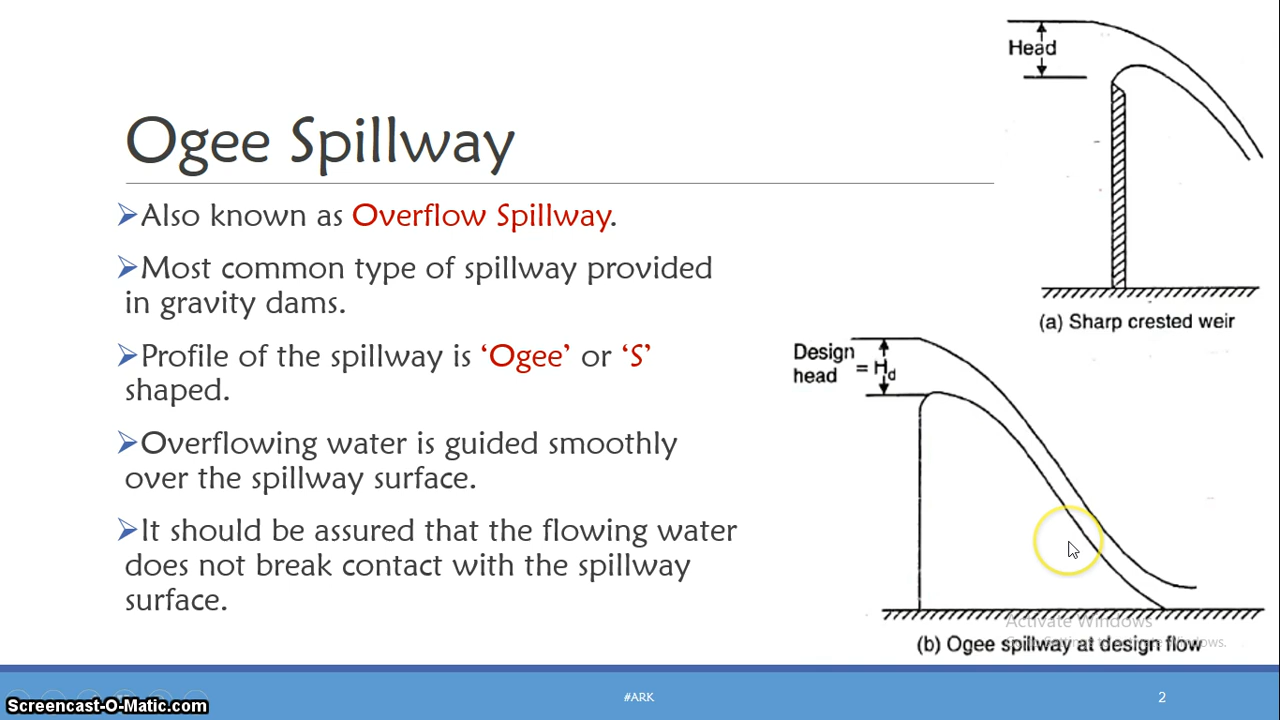 Ogee Spillway
➢Also known as Overflow Spillway.
➢Most common type of spillway provided
in gravity dams.
➢Profile of the spillway is ‘Ogee’ or ‘S’
shaped.
➢Overflowing water is guided smoothly
over the spillway surface.
➢It should be assured that the flowing water
does not break contact with the spillway
surface.
Head
(a) Sharp crested weir
Design
head = Hd
Activate Windows
(b) Ogee spillway at design flow
Screencast-O-Matic.com
#ARK
2